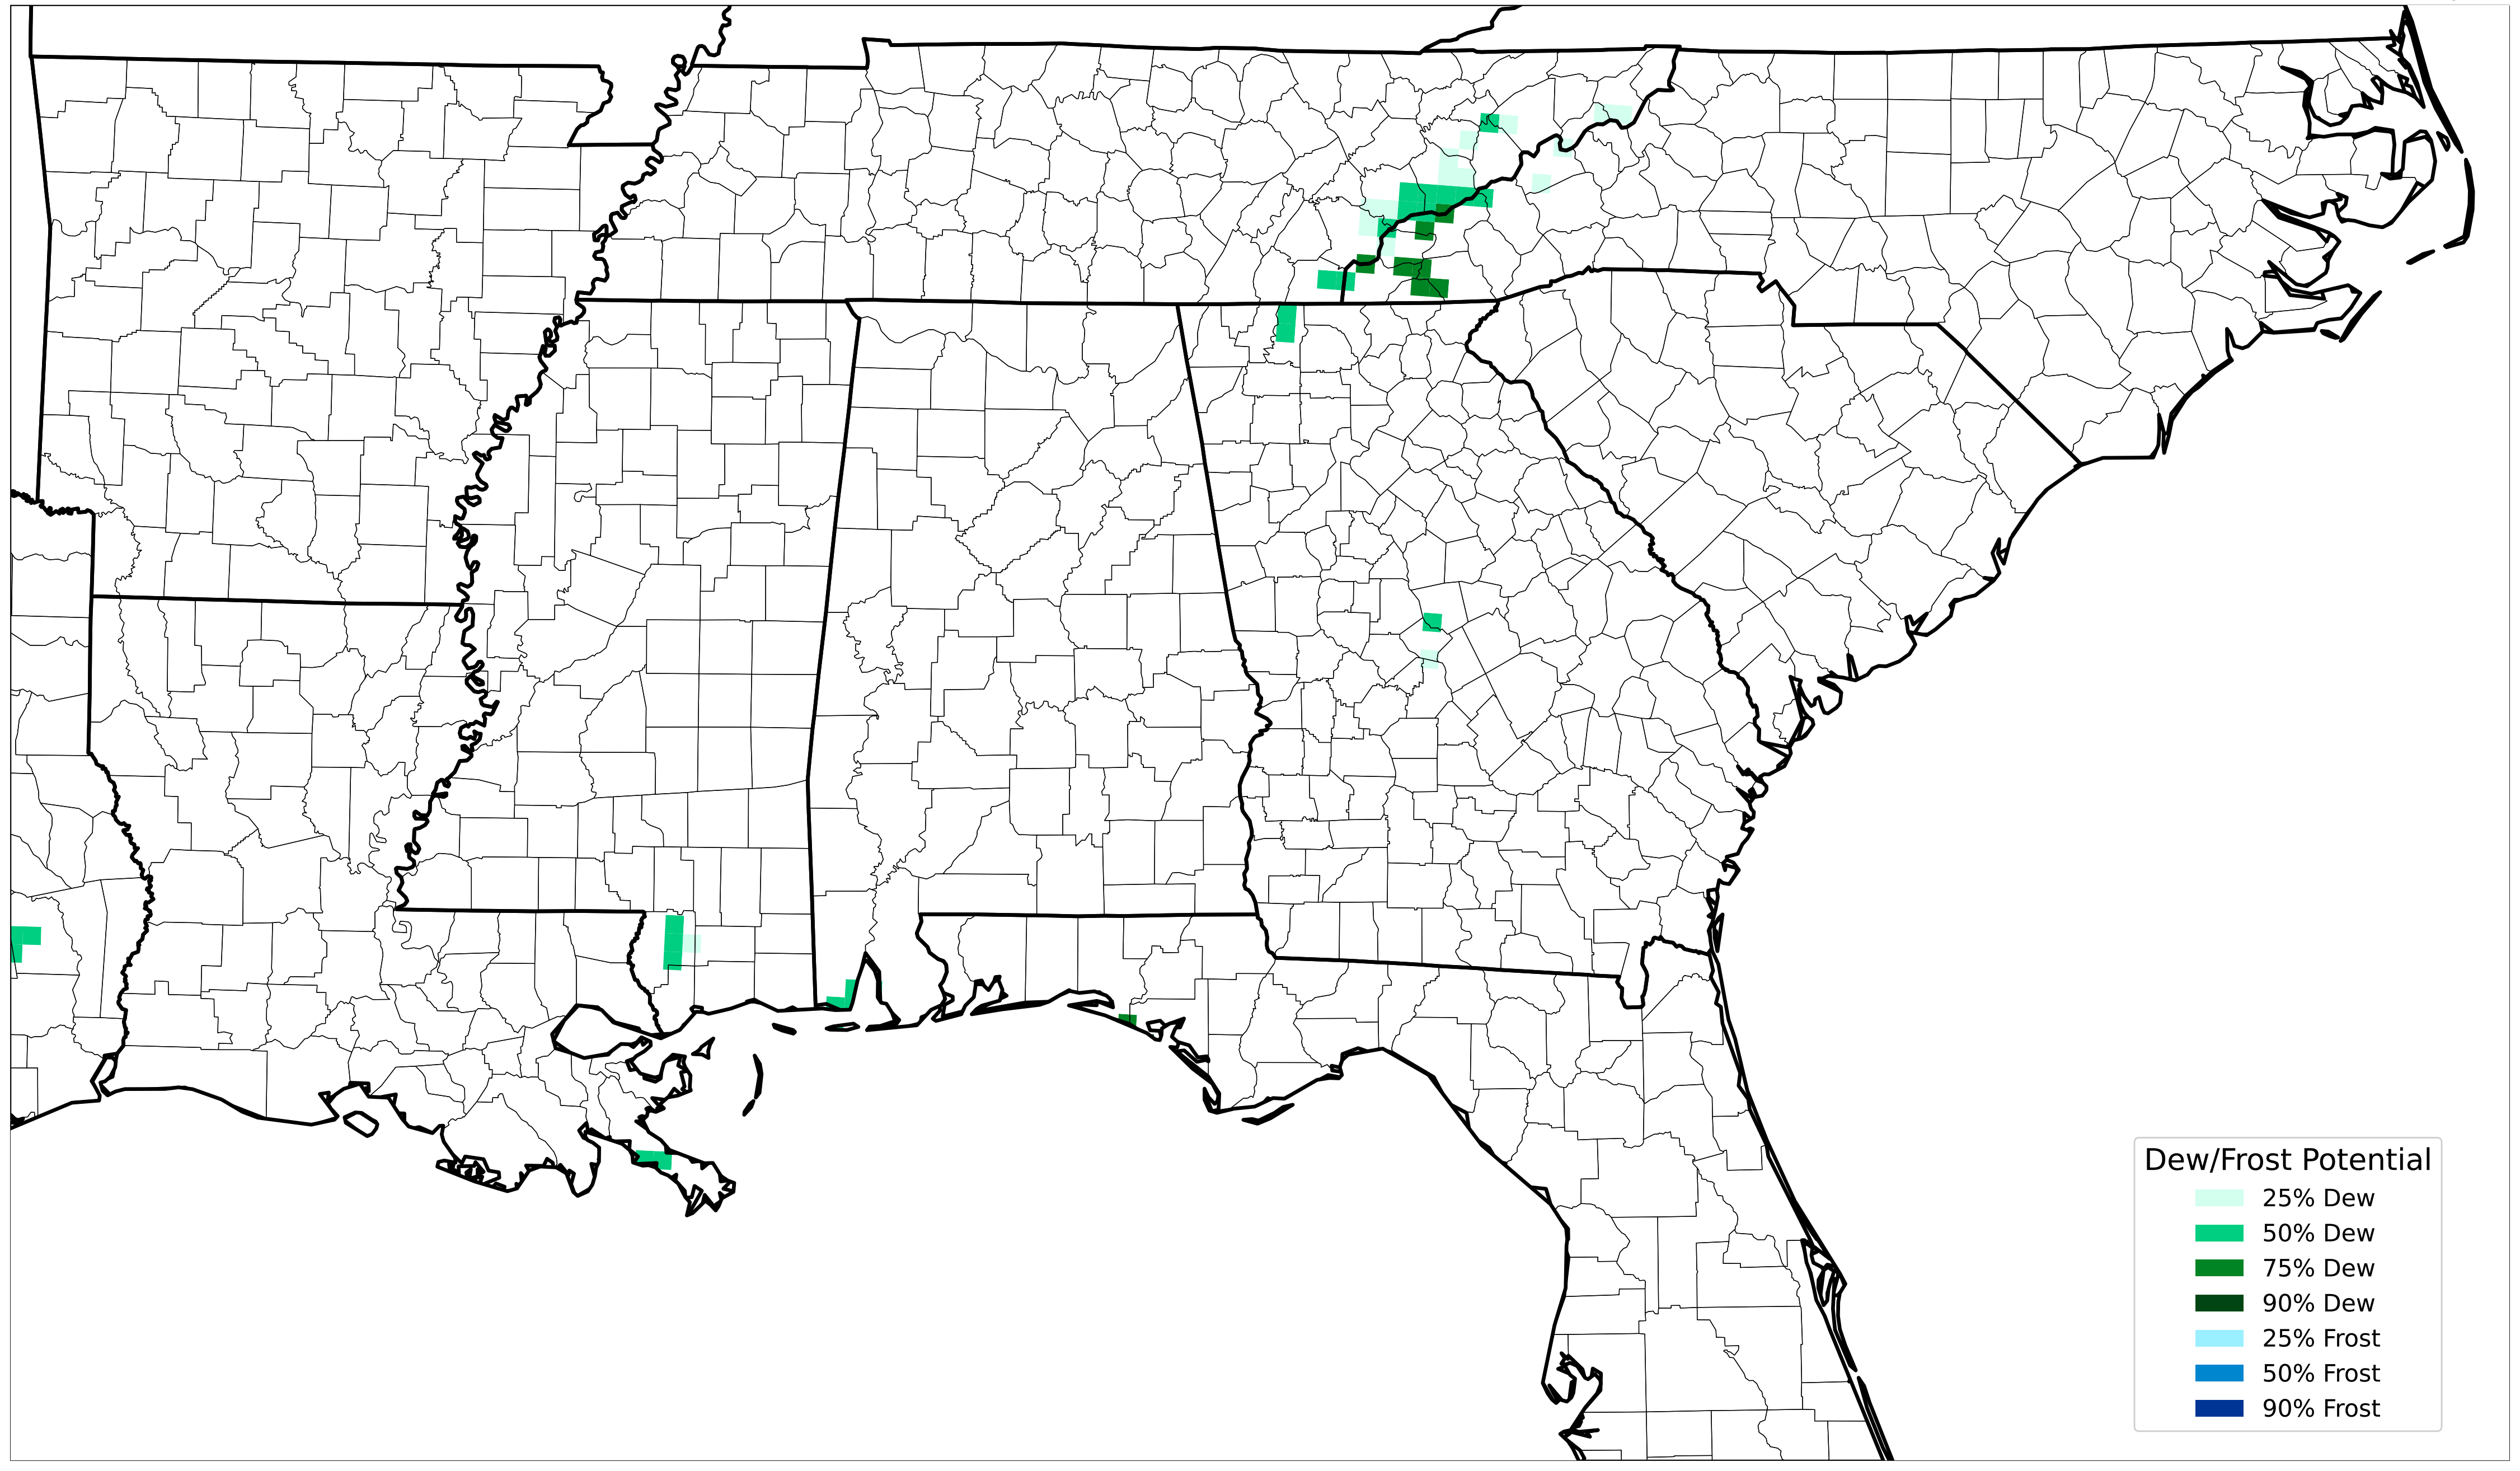 Dew/Frost Potential
25% Dew
50% Dew
75% Dew
90% Dew
25% Frost
50% Frost
90% Frost